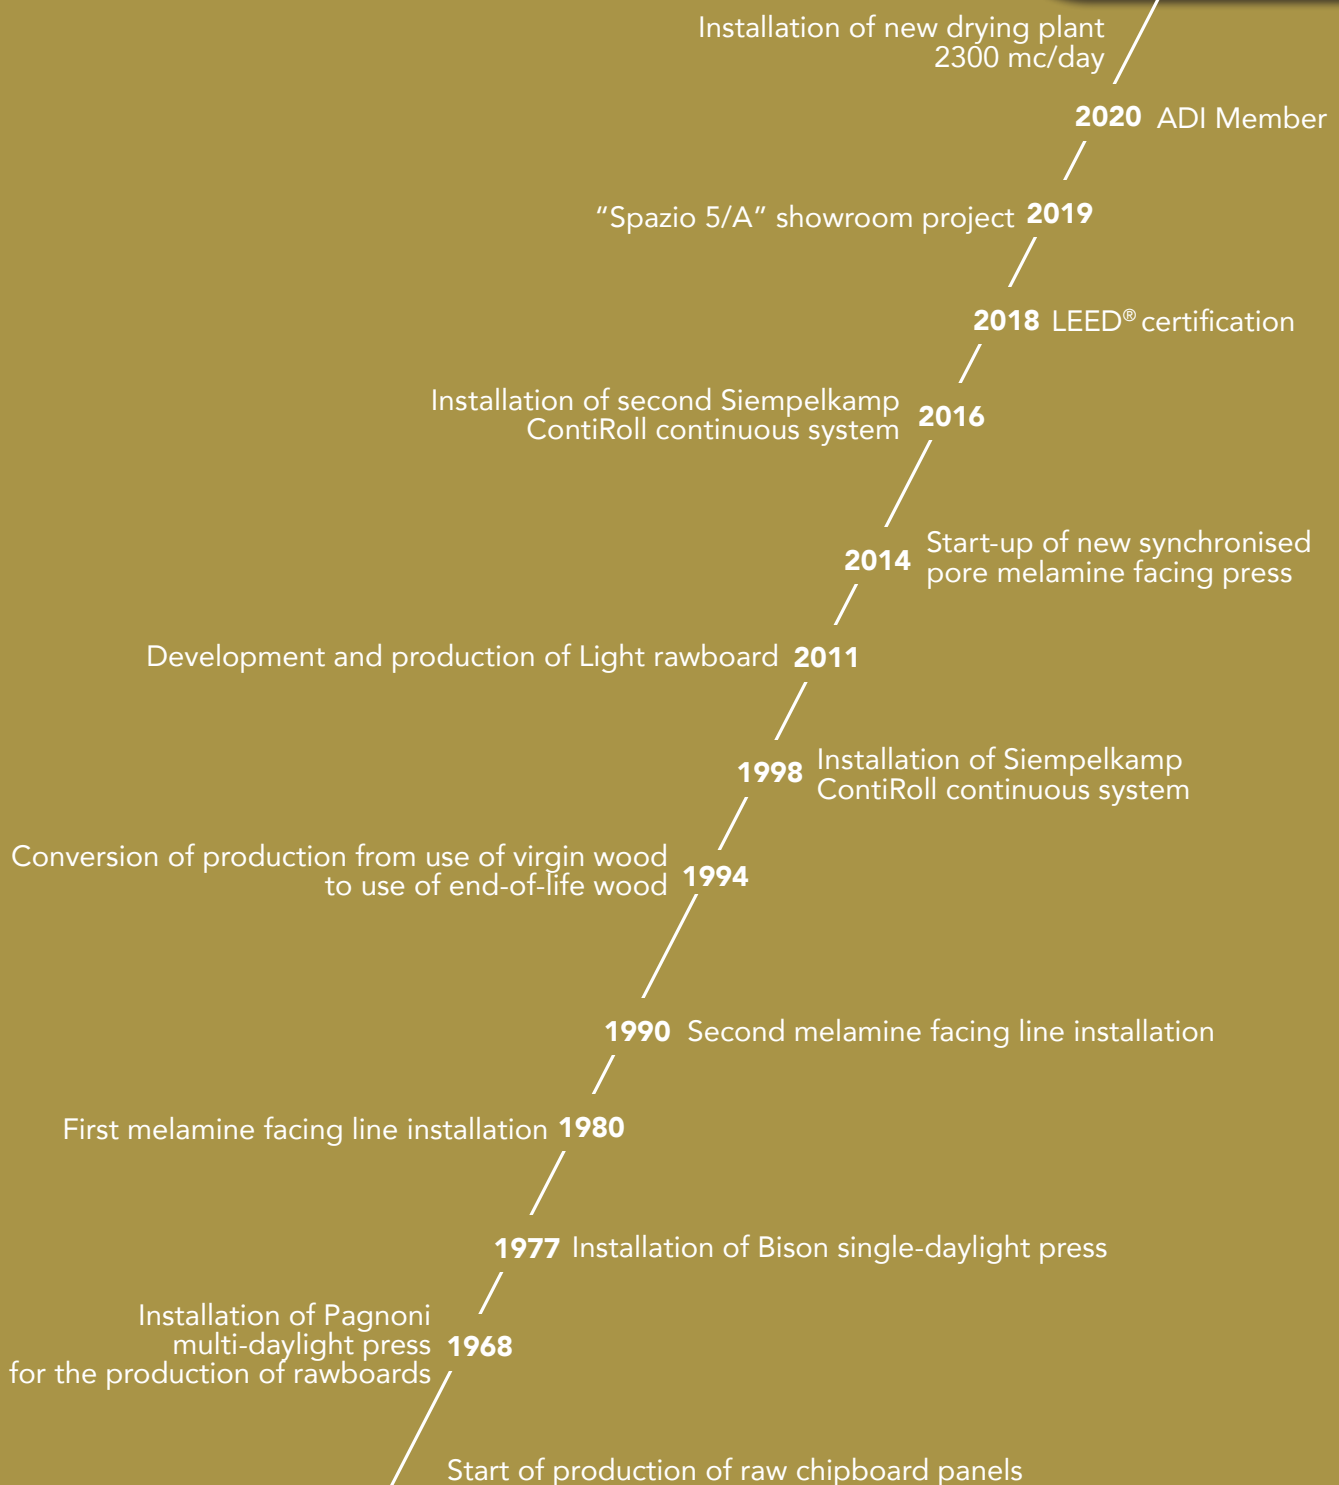 Installation of new drying plant
2300 mc/day
2020 ADI Member
“Spazio 5/A” showroom project 2019
2018 LEED® certification
Installation of second Siempelkamp
ContiRoll continuous system
2016
2014
Start-up of new synchronised
pore melamine facing press
Development and production of Light rawboard 2011
1998
Installation of Siempelkamp
ContiRoll continuous system
Conversion of production from use of virgin wood
to use of end-of-life wood
1994
1990 Second melamine facing line installation
First melamine facing line installation 1980
1977 Installation of Bison single-daylight press
Installation of Pagnoni
multi-daylight press
for the production of rawboards
1968
Start of production of raw chipboard panels